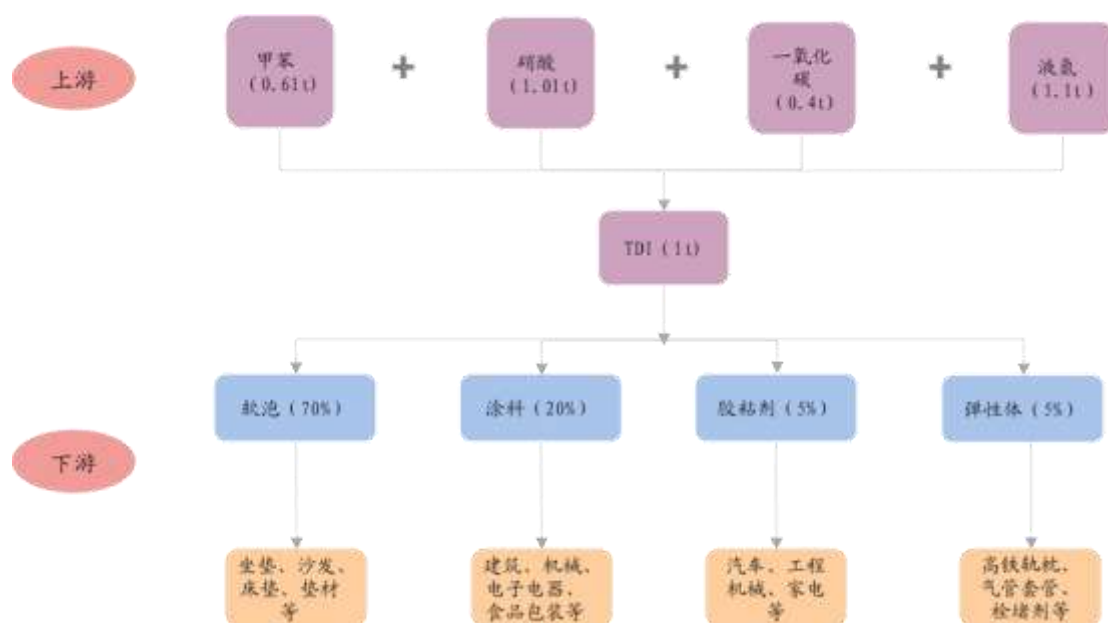 上游
甲苯
(0.61t)
+
硝酸
(1.01t)
+
一氧化
碳
(0.4t)
+
液氯
(1.1t)
TDI (1t)
软泡 (70%)
涂料 (20%)
胶粘剂 (5%)
弹性体 (5%)
下游
坐垫、沙发、
床垫、垫材
等
建筑、机械、
电子电器、
食品包装等
汽车、工程
机械、家电
等
高铁轨枕、
气管套管、
栓堵剂等